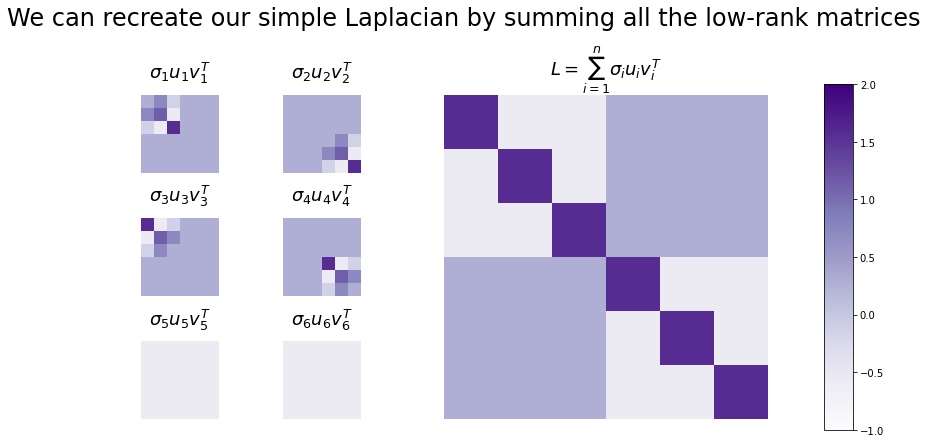 We can recreate our simple Laplacian by summing all the low-rank matrices
σ₁u₁v₁ᵀ
σ₂u₂v₂ᵀ
L = ∑ᵢ₌₁ⁿ σᵢuᵢvᵢᵀ
σ₃u₃v₃ᵀ
σ₄u₄v₄ᵀ
σ₅u₅v₅ᵀ
σ₆u₆v₆ᵀ
2.0
1.5
1.0
0.5
0.0
−0.5
−1.0